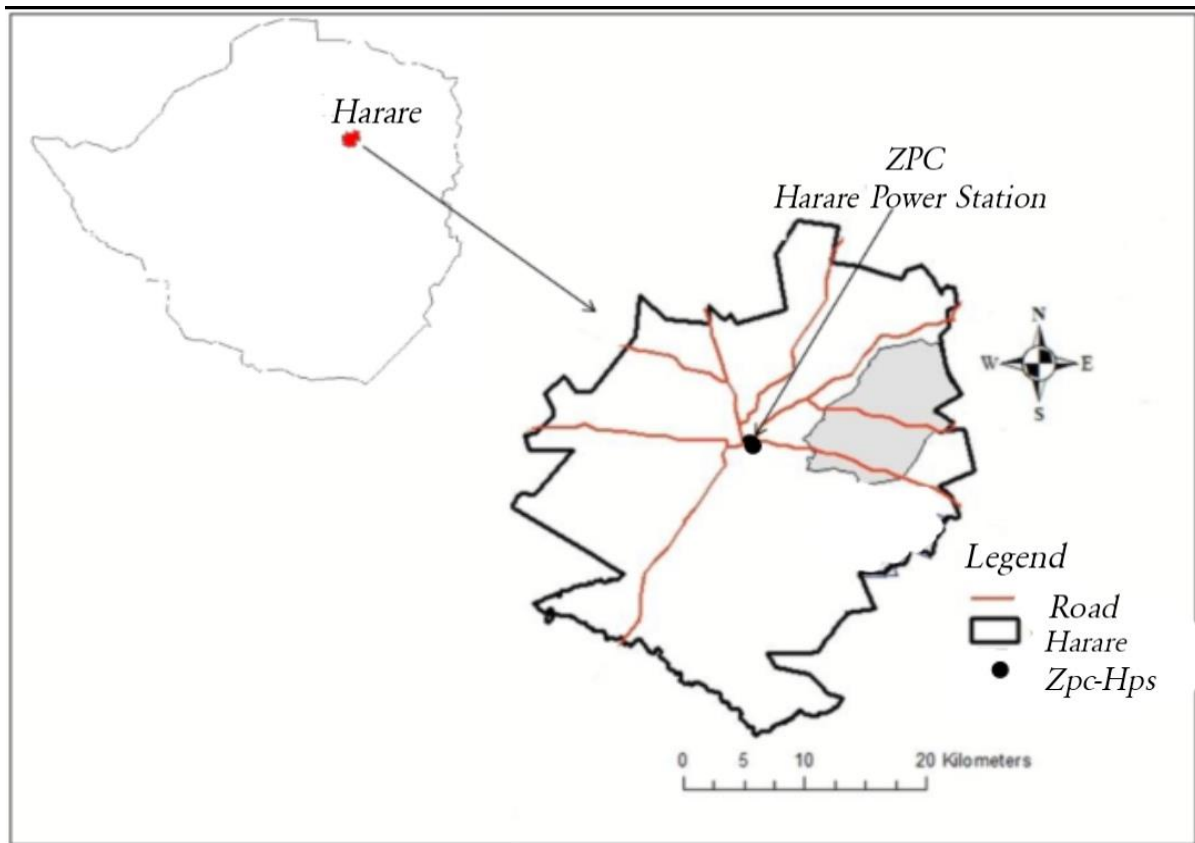 Harare
ZPC
Harare Power Station
N
W E
S
Legend
Road
Harare
Zpc-Hps
0 5 10 20 Kilometers